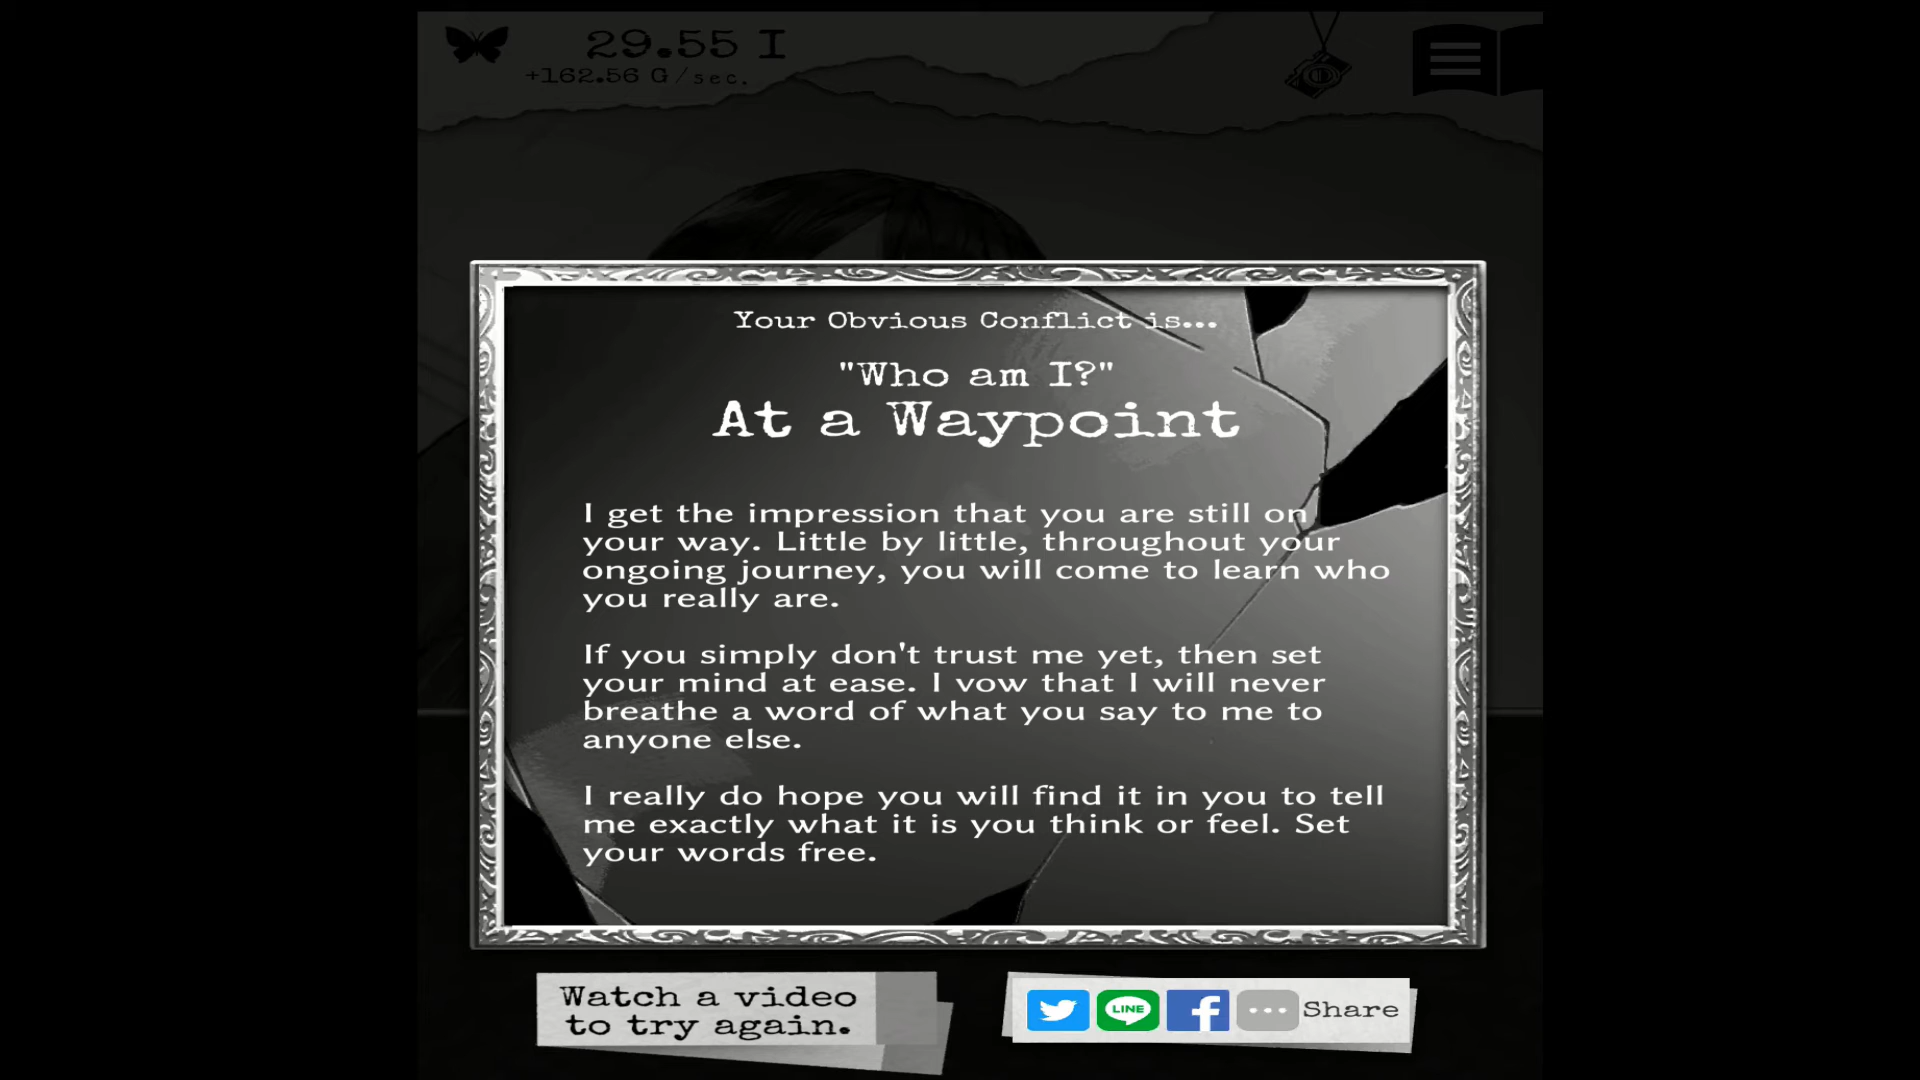 29.55 I
+162.56 G/sec.
Your Obvious Conflict is...
"Who am I?"
At a Waypoint
I get the impression that you are still on
your way. Little by little, throughout your
ongoing journey, you will come to learn who
you really are.
If you simply don't trust me yet, then set
your mind at ease. I vow that I will never
breathe a word of what you say to me to
anyone else.
I really do hope you will find it in you to tell
me exactly what it is you think or feel. Set
your words free.
Watch a video
to try again.
LINE
Share